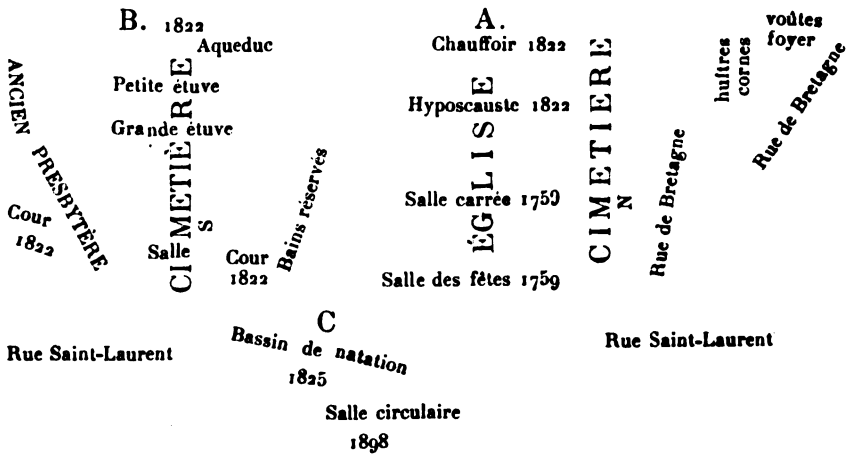 B.
1822
Aqueduc
Petite étuve
Grande étuve
CIMETIÈRE
S
Salle
Cour
1822
Bains réservés
ANCIEN PRESBYTÈRE
Cour
1822
A.
Chauffoir 1822
Hyposcauste 1822
ÉGLISE
Salle carrée 1759
Salle des fêtes 1759
CIMETIERE
N
Rue de Bretagne
huîtres
cornes
voûtes
foyer
Rue de Bretagne
Rue Saint-Laurent
C
Bassin de natation
1825
Salle circulaire
1898
Rue Saint-Laurent